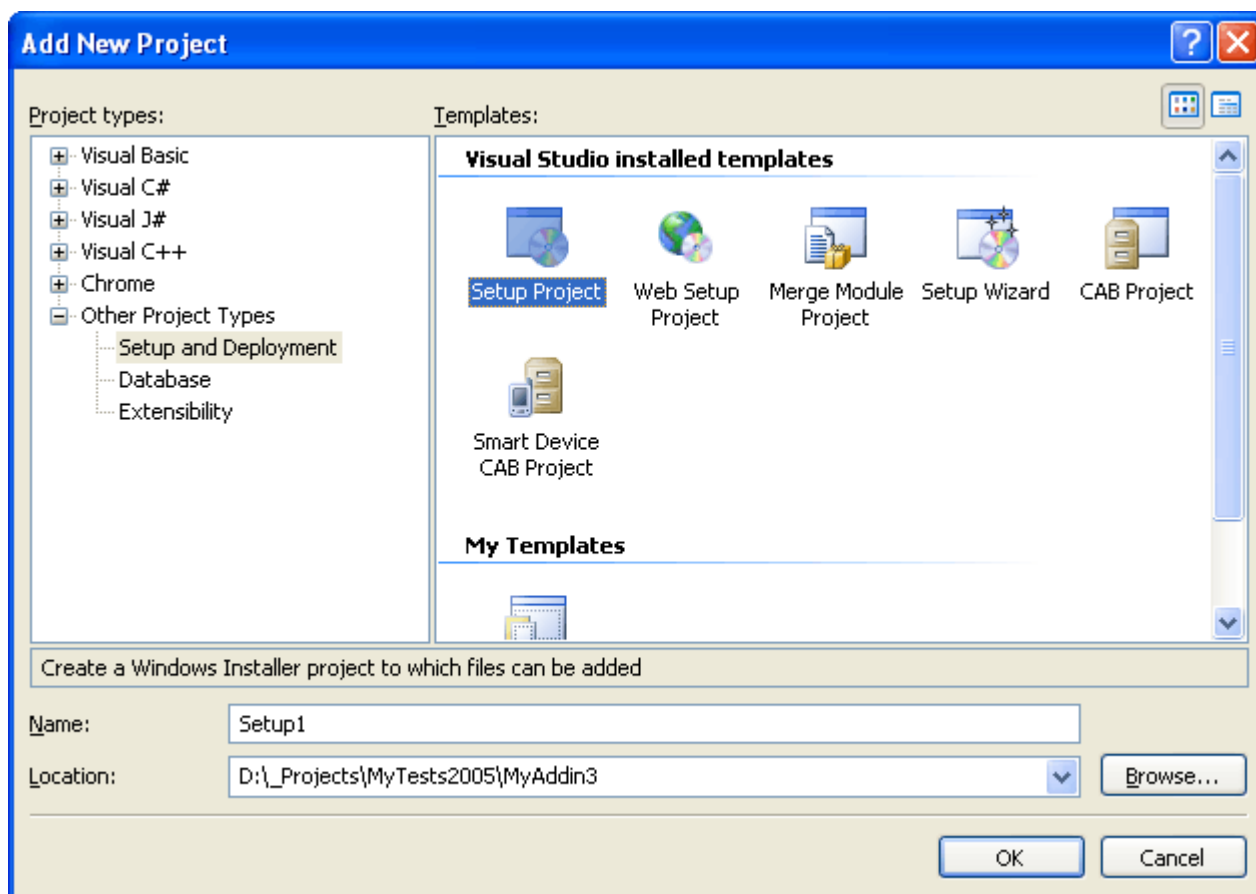 Add New Project
Project types:
Templates:
Visual Basic
Visual C#
Visual J#
Visual C++
Chrome
Other Project Types
Setup and Deployment
Database
Extensibility
Visual Studio installed templates
Setup Project
Web Setup
Project
Merge Module
Project
Setup Wizard
CAB Project
Smart Device
CAB Project
My Templates
Create a Windows Installer project to which files can be added
Name:
Setup1
Location:
D:\_Projects\MyTests2005\MyAddin3
Browse...
OK
Cancel